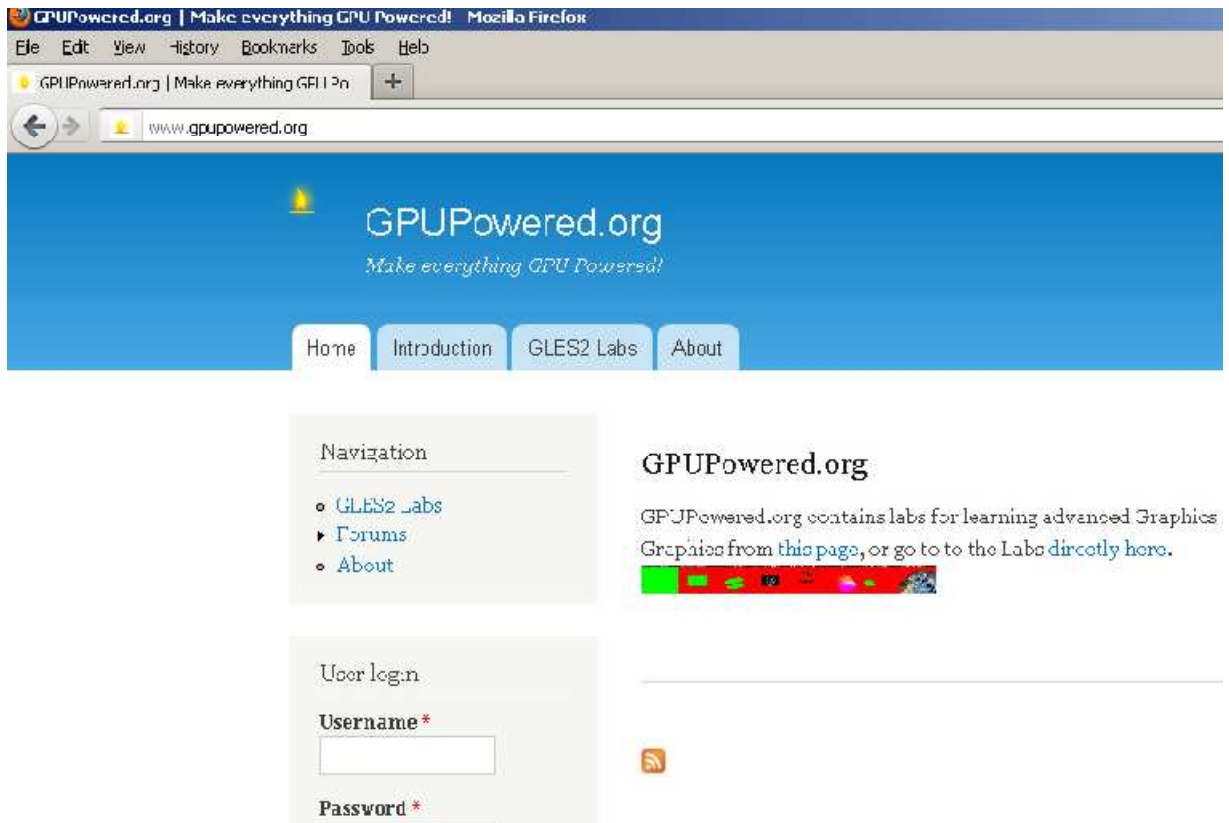 GPUPowered.org | Make everything GPU Powered! Mozilla Firefox
File Edit View History Bookmarks Tools Help
GPUPowered.org | Make everything GPU Po
www.gpupowered.org
GPUPowered.org
Make everything GPU Powered!
Home Introduction GLES2 Labs About
Navigation
GLES2 Labs
Forums
About
GPUPowered.org
GPUPowered.org contains labs for learning advanced Graphics
Graphics from this page, or go to to the Labs directly here.
User login
Username *
Password *